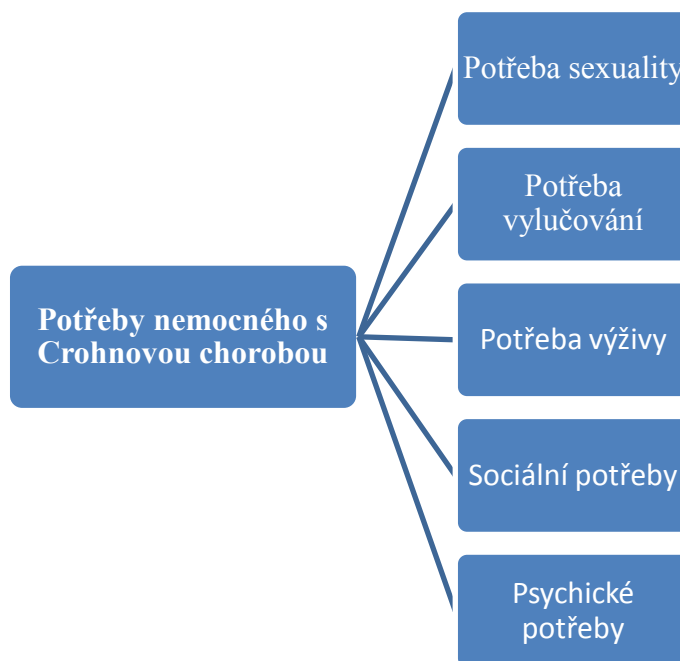 Potřeba sexuality
Potřeba
vylučování
Potřeby nemocného s
Crohnovou chorobou
Potřeba výživy
Sociální potřeby
Psychické
potřeby